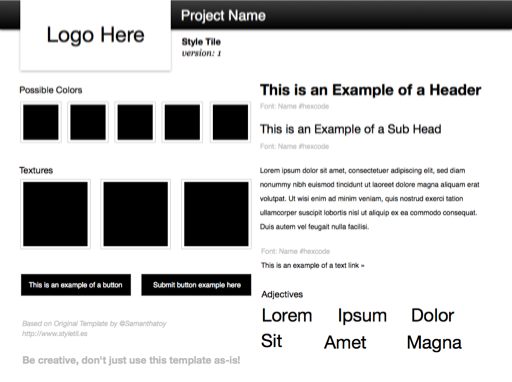 Project Name
Logo Here
Style Tile
version: 1
Possible Colors
Textures
This is an example of a button
Submit button example here
Based on Original Template by @Samanthatoy
http://www.styletil.es
Be creative, don't just use this template as-is!
This is an Example of a Header
Font: Name #hexcode
This is an Example of a Sub Head
Font: Name #hexcode
Lorem ipsum dolor sit amet, consectetuer adipiscing elit, sed diam
nonummy nibh euismod tincidunt ut laoreet dolore magna aliquam erat
volutpat. Ut wisi enim ad minim veniam, quis nostrud exerci tation
ullamcorper suscipit lobortis nisl ut aliquip ex ea commodo consequat.
Duis autem vel feugait nulla facilisi.
Font: Name #hexcode
This is an example of a text link »
Adjectives
Lorem Ipsum Dolor
Sit Amet Magna